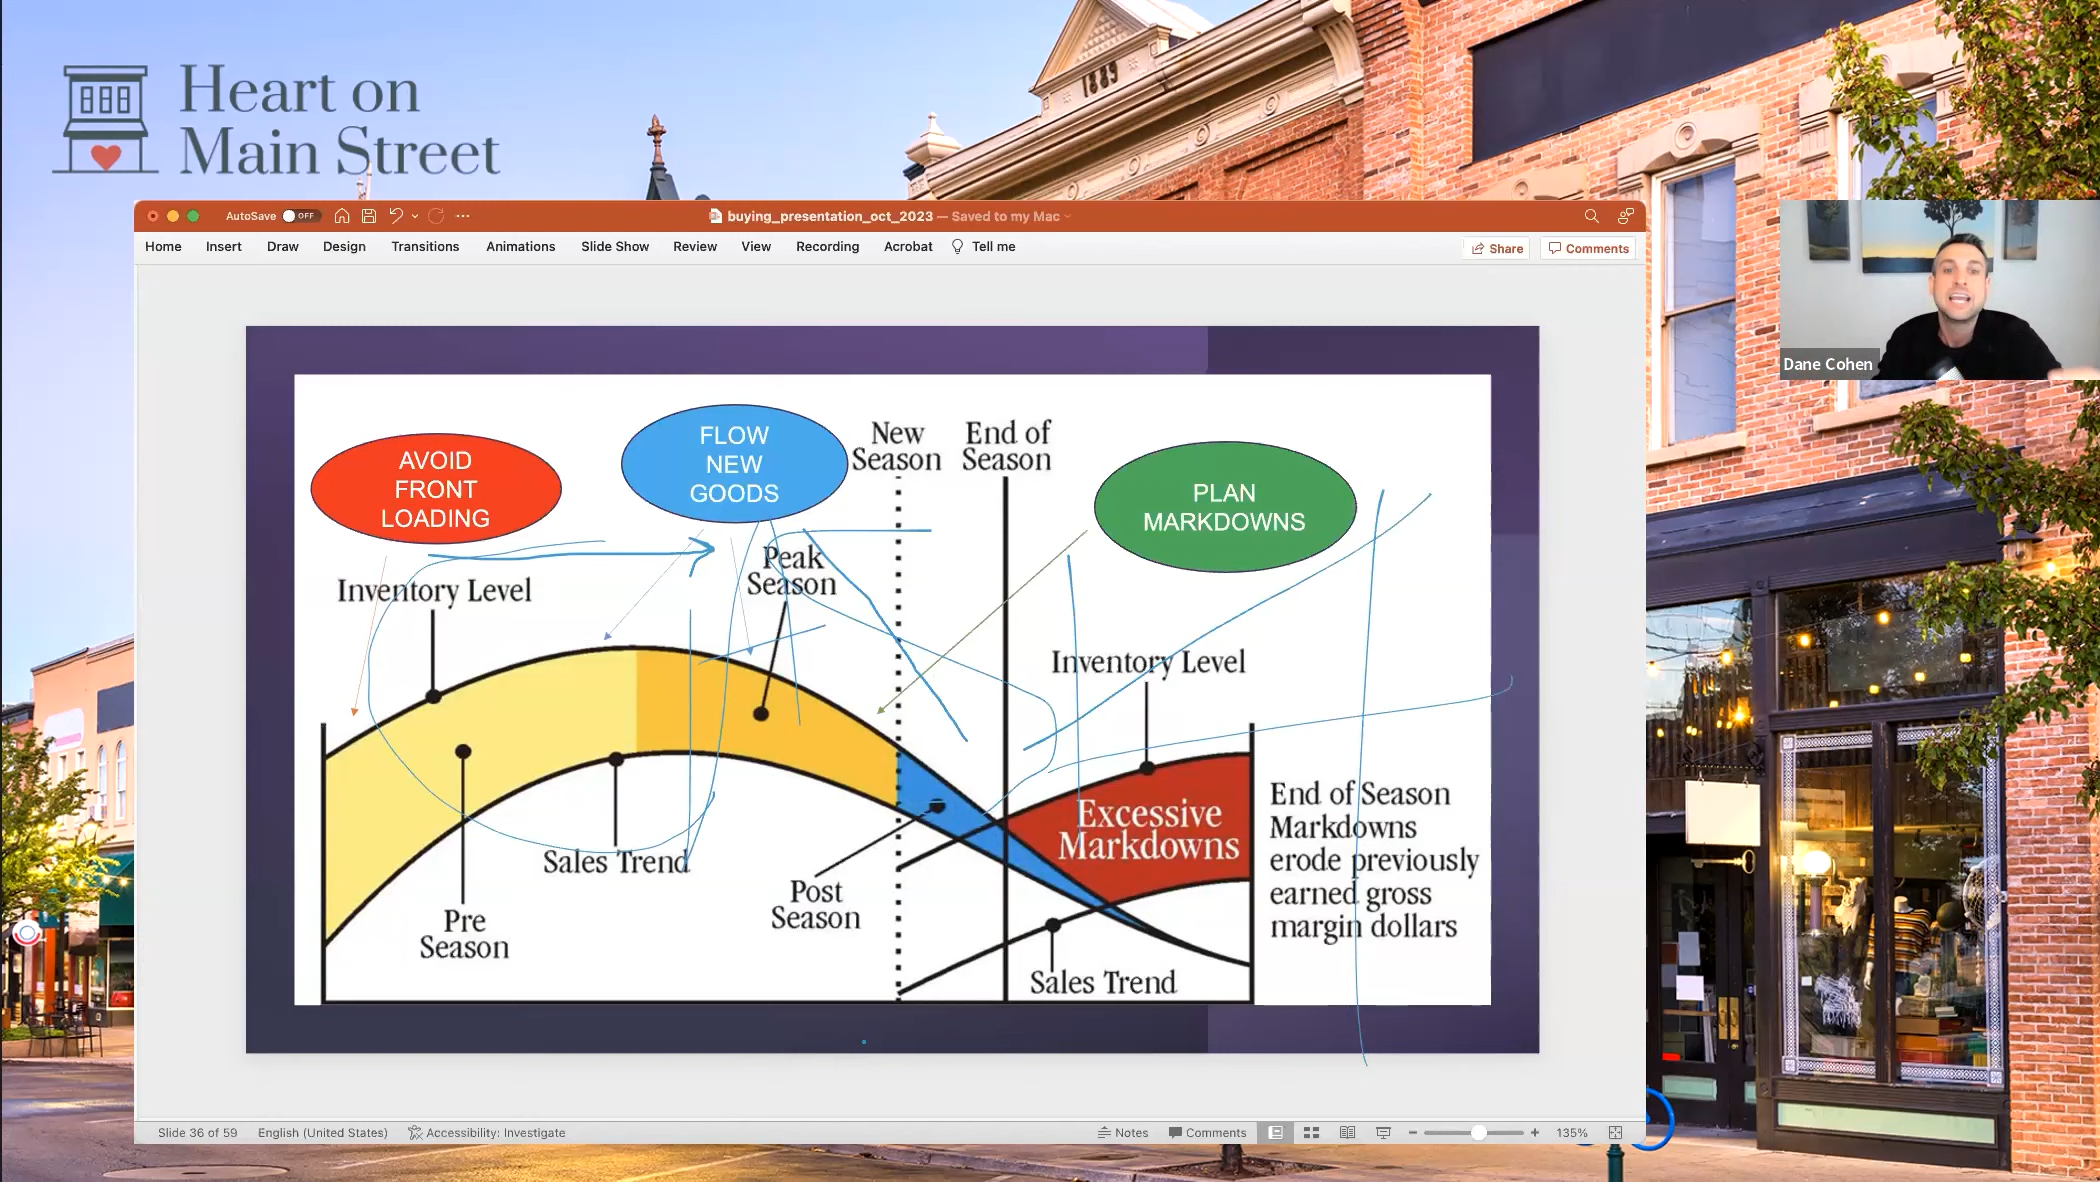 Heart on
Main Street
1889
AutoSave OFF
buying_presentation_oct_2023 — Saved to my Mac
Home Insert Draw Design Transitions Animations Slide Show Review View Recording Acrobat Tell me
Share Comments
Dane Cohen
AVOID
FRONT
LOADING
FLOW
NEW
GOODS
New
Season
End of
Season
PLAN
MARKDOWNS
Peak
Season
Inventory Level
Inventory Level
Excessive
Markdowns
End of Season
Markdowns
erode previously
earned gross
margin dollars
Sales Trend
Post
Season
Pre
Season
Sales Trend
Slide 36 of 59 English (United States) Accessibility: Investigate
Notes Comments 135%